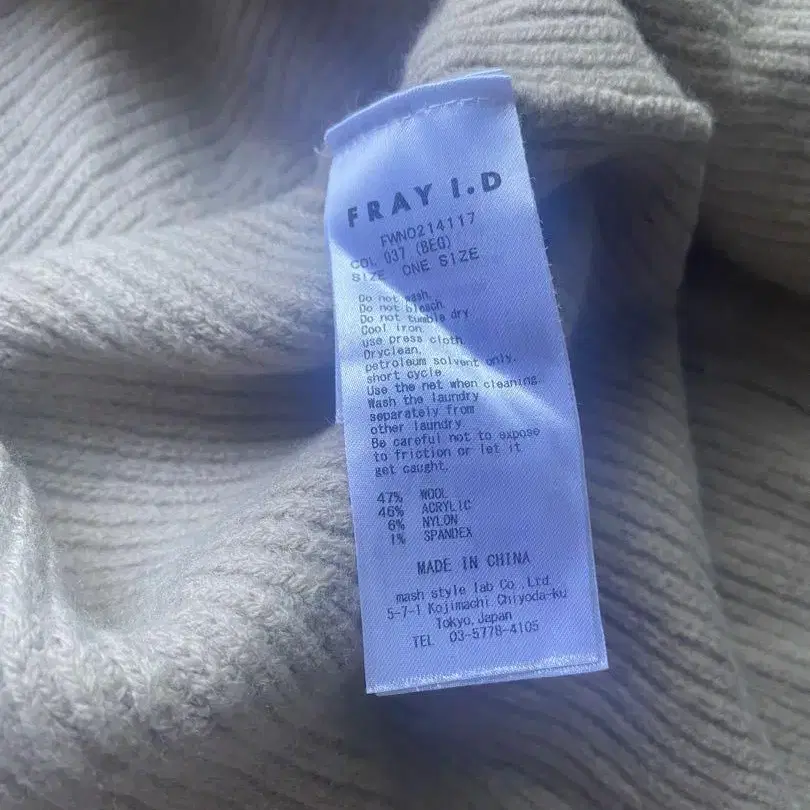 FRAY I.D
FWNO214117
COL 037 (BEG)
SIZE ONE SIZE
Do not wash.
Do not bleach.
Do not tumble dry
Cool iron.
use press cloth.
Dryclean,
petroleum solvent only,
short cycle.
Use the net when cleaning.
Wash the laundry
separately from
other laundry
Be careful not to expose
to friction or let it
get caught.
47% WOOL
46% ACRYLIC
6% NYLON
1% SPANDEX
MADE IN CHINA
mash style lab Co., Ltd
5-7-1 Kojimachi Chiyoda-ku
Tokyo, Japan
TEL 03-5778-4105